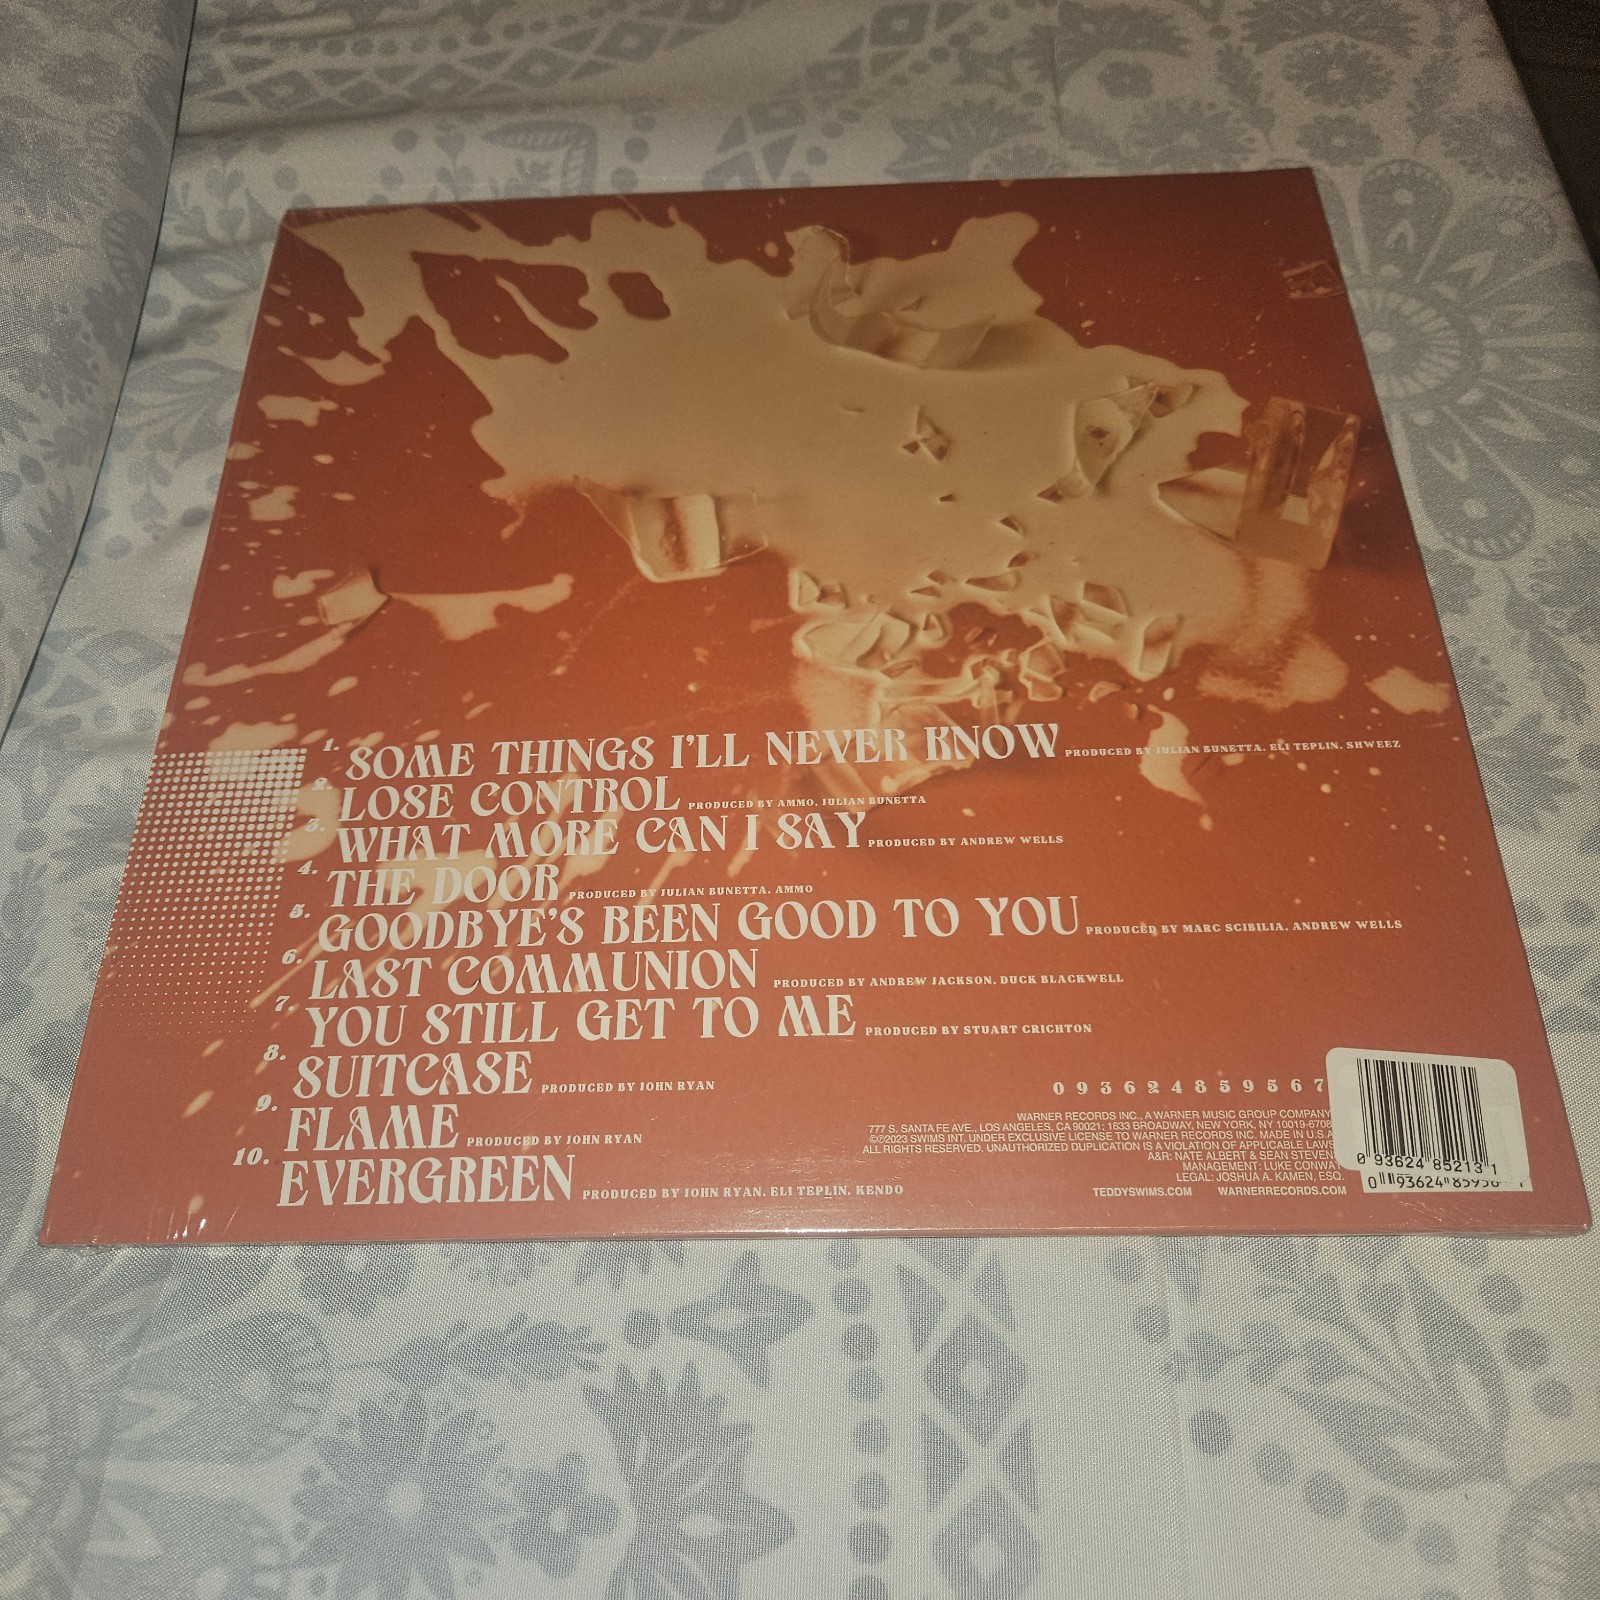 1. SOME THINGS I'LL NEVER KNOW PRODUCED BY JULIAN BUNETTA, ELI TEPLIN, SHWEEZ
2. LOSE CONTROL PRODUCED BY AMMO, JULIAN BUNETTA
3. WHAT MORE CAN I SAY PRODUCED BY ANDREW WELLS
4. THE DOOR PRODUCED BY JULIAN BUNETTA, AMMO
5. GOODBYE'S BEEN GOOD TO YOU PRODUCED BY MARC SCIBILIA, ANDREW WELLS
6. LAST COMMUNION PRODUCED BY ANDREW JACKSON, DUCK BLACKWELL
7. YOU STILL GET TO ME PRODUCED BY STUART CRICHTON
8. SUITCASE PRODUCED BY JOHN RYAN
9. FLAME PRODUCED BY JOHN RYAN
10. EVERGREEN PRODUCED BY JOHN RYAN, ELI TEPLIN, KENDO
0 9 3 6 2 4 8 5 9 5 6 7
WARNER RECORDS INC., A WARNER MUSIC GROUP COMPANY
777 S. SANTA FE AVE., LOS ANGELES, CA 90021; 1633 BROADWAY, NEW YORK, NY 10019-6708
©℗2023 SWIMS INT. UNDER EXCLUSIVE LICENSE TO WARNER RECORDS INC. MADE IN U.S.A
ALL RIGHTS RESERVED. UNAUTHORIZED DUPLICATION IS A VIOLATION OF APPLICABLE LAWS
A&R: NATE ALBERT & SEAN STEVEN
MANAGEMENT: LUKE CONWAY
LEGAL: JOSHUA A. KAMEN, ESQ.
TEDDYSWIMS.COM WARNERRECORDS.COM
0 93624 85213 1